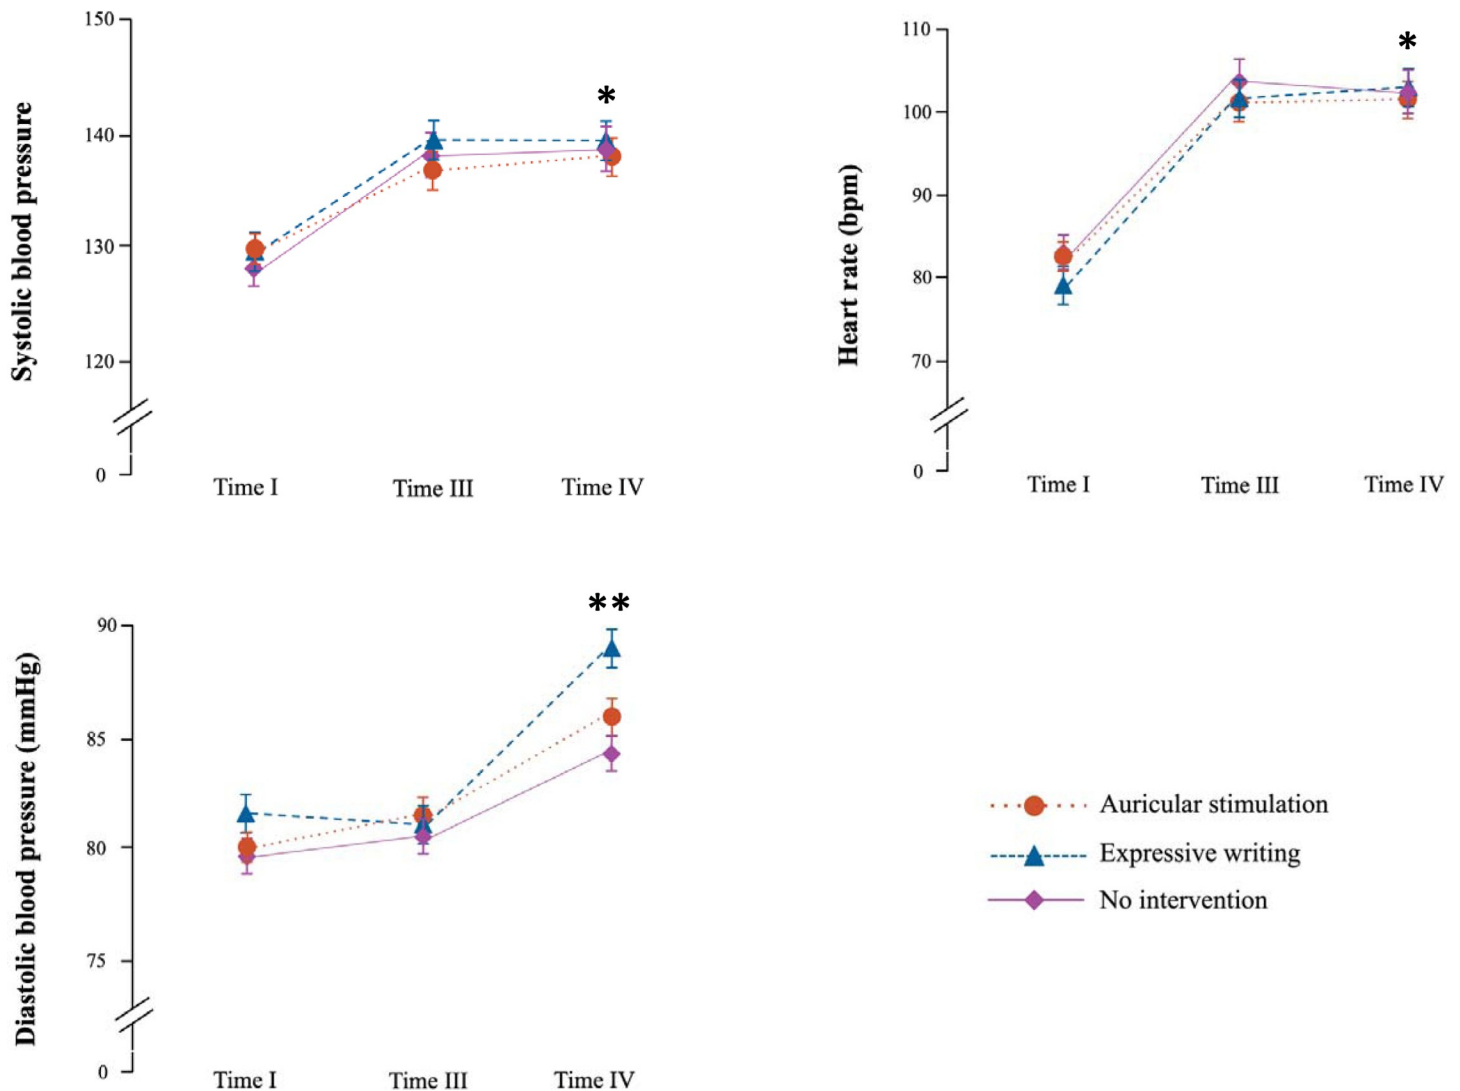 Systolic blood pressure
150
140
130
120
0
*
Time I
Time III
Time IV
Heart rate (bpm)
110
100
90
80
70
0
*
Time I
Time III
Time IV
Diastolic blood pressure (mmHg)
90
85
80
75
0
**
Time I
Time III
Time IV
Auricular stimulation
Expressive writing
No intervention